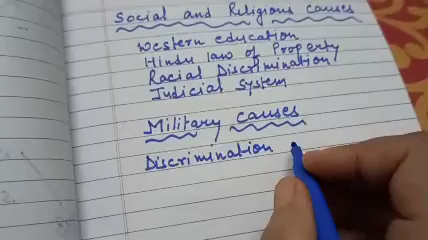 Social and Religious causes
Western education
Hindu law of Property
Racial Discrimination
Judicial System
Military causes
Discrimination